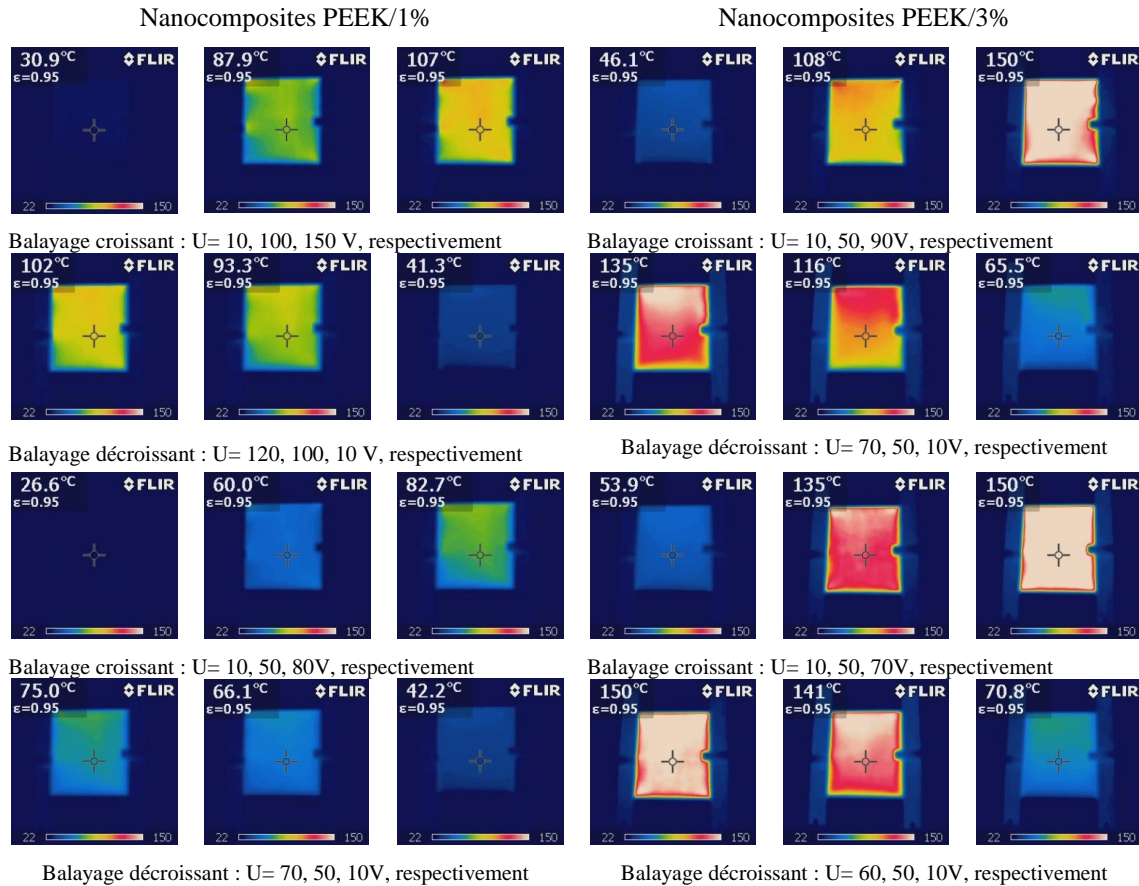 Nanocomposites PEEK/1%
Nanocomposites PEEK/3%
30.9°C FLIR
ε=0.95
22 150
87.9°C FLIR
ε=0.95
22 150
107°C FLIR
ε=0.95
22 150
46.1°C FLIR
ε=0.95
22 150
108°C FLIR
ε=0.95
22 150
150°C FLIR
ε=0.95
22 150
Balayage croissant : U= 10, 100, 150 V, respectivement
Balayage croissant : U= 10, 50, 90V, respectivement
102°C FLIR
ε=0.95
22 150
93.3°C FLIR
ε=0.95
22 150
41.3°C FLIR
ε=0.95
22 150
135°C FLIR
ε=0.95
22 150
116°C FLIR
ε=0.95
22 150
65.5°C FLIR
ε=0.95
22 150
Balayage décroissant : U= 120, 100, 10 V, respectivement
Balayage décroissant : U= 70, 50, 10V, respectivement
26.6°C FLIR
ε=0.95
22 150
60.0°C FLIR
ε=0.95
22 150
82.7°C FLIR
ε=0.95
22 150
53.9°C FLIR
ε=0.95
22 150
135°C FLIR
ε=0.95
22 150
150°C FLIR
ε=0.95
22 150
Balayage croissant : U= 10, 50, 80V, respectivement
Balayage croissant : U= 10, 50, 70V, respectivement
75.0°C FLIR
ε=0.95
22 150
66.1°C FLIR
ε=0.95
22 150
42.2°C FLIR
ε=0.95
22 150
150°C FLIR
ε=0.95
22 150
141°C FLIR
ε=0.95
22 150
70.8°C FLIR
ε=0.95
22 150
Balayage décroissant : U= 70, 50, 10V, respectivement
Balayage décroissant : U= 60, 50, 10V, respectivement